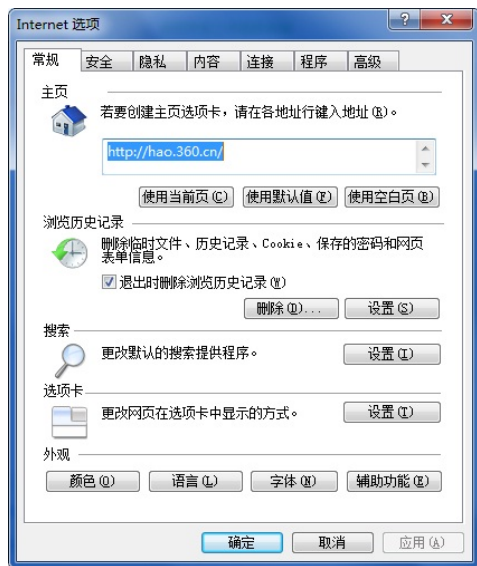 Internet 选项
常规 安全 隐私 内容 连接 程序 高级
主页
若要创建主页选项卡，请在各地址行键入地址(R)。
http://hao.360.cn/
使用当前页(C) 使用默认值(F) 使用空白页(B)
浏览历史记录
删除临时文件、历史记录、Cookie、保存的密码和网页
表单信息。
退出时删除浏览历史记录(W)
删除(D)... 设置(S)
搜索
更改默认的搜索提供程序。 设置(I)
选项卡
更改网页在选项卡中显示的方式。 设置(T)
外观
颜色(O) 语言(L) 字体(N) 辅助功能(E)
确定 取消 应用(A)